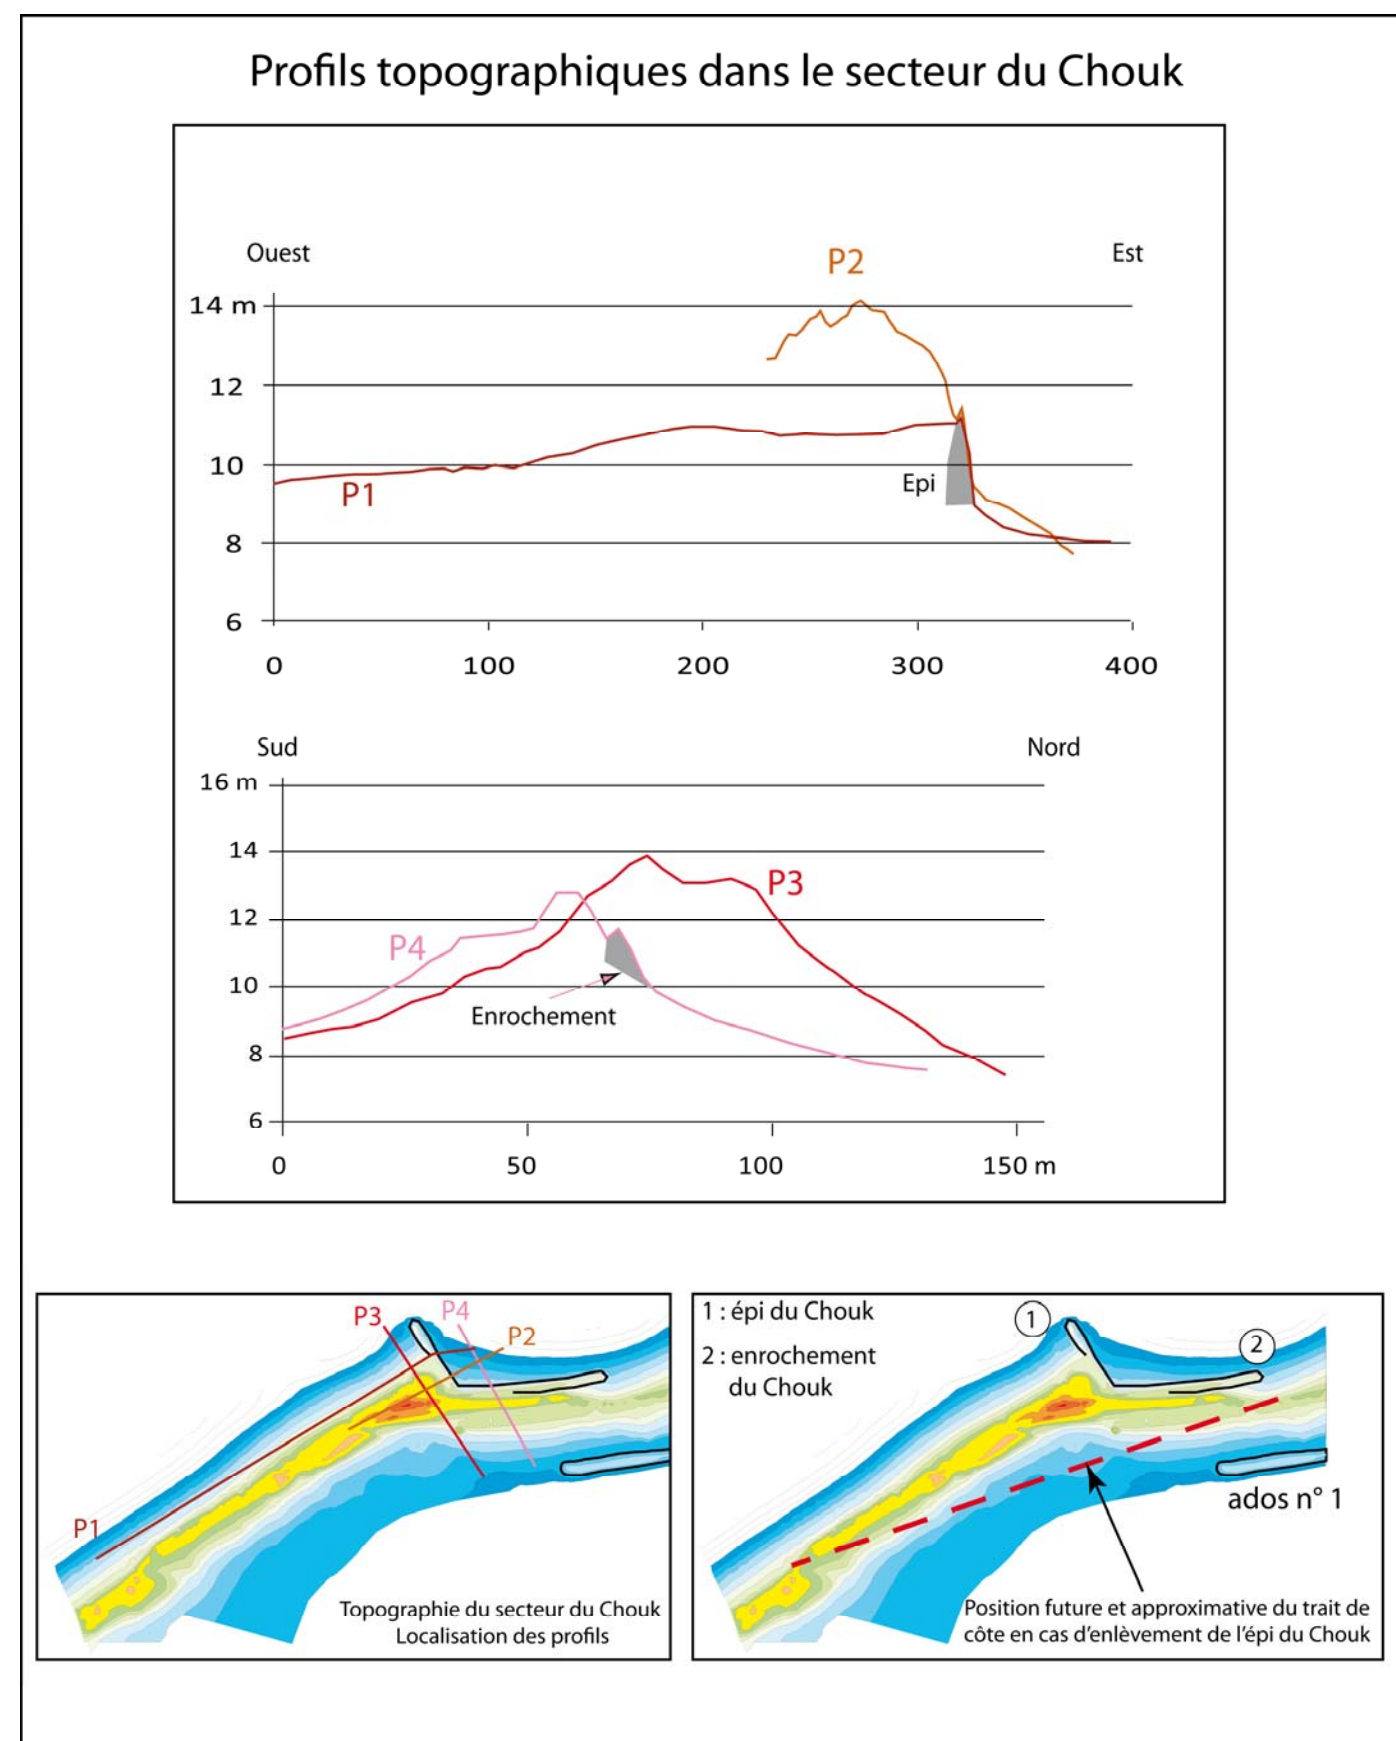 Profils topographiques dans le secteur du Chouk
Ouest
P2
Est
14 m
12
10
8
6
P1
Epi
0 100 200 300 400
Sud
Nord
16 m
14
12
10
8
6
P3
P4
Enrochement
0 50 100 150 m
P3
P4
P2
P1
Topographie du secteur du Chouk
Localisation des profils
1 : épi du Chouk
2 : enrochement
du Chouk
1
2
ados n° 1
Position future et approximative du trait de
côte en cas d'enlèvement de l'épi du Chouk